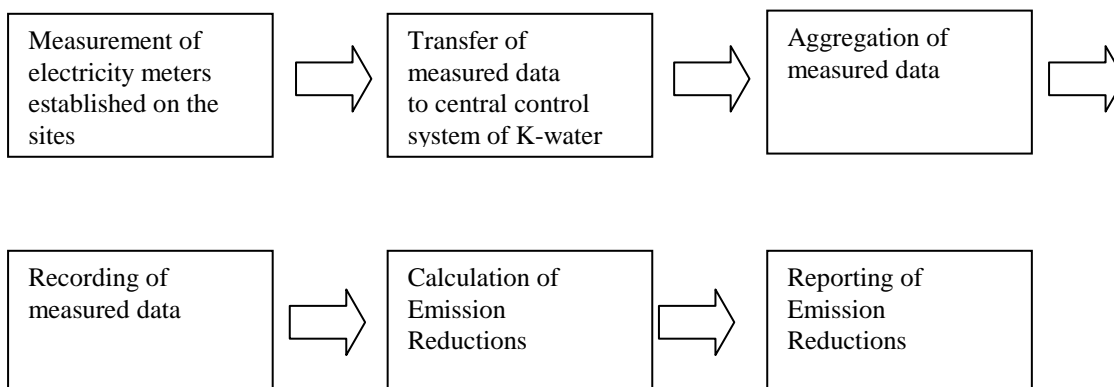 Measurement of
electricity meters
established on the
sites
Transfer of
measured data
to central control
system of K-water
Aggregation of
measured data
Recording of
measured data
Calculation of
Emission
Reductions
Reporting of
Emission
Reductions